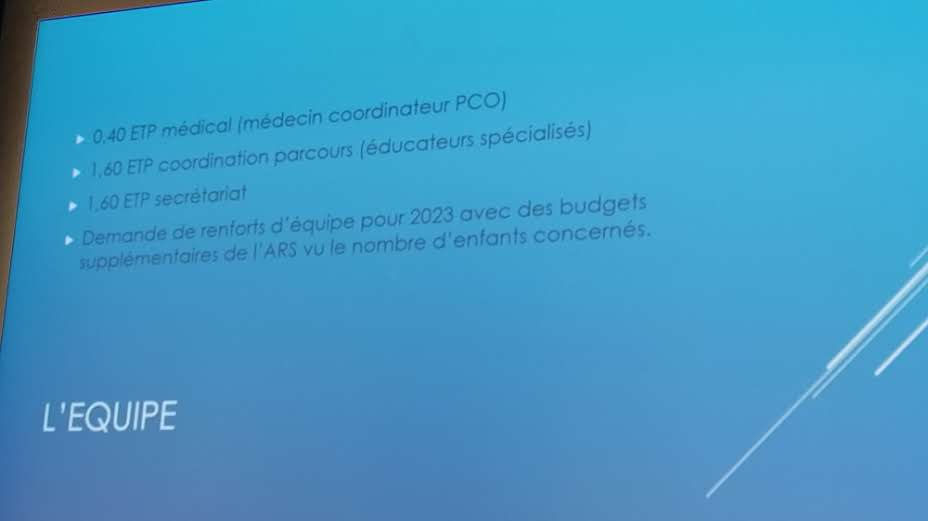 0,40 ETP médical (médecin coordinateur PCO)
1,60 ETP coordination parcours (éducateurs spécialisés)
1,60 ETP secrétariat
Demande de renforts d'équipe pour 2023 avec des budgets
supplémentaires de l'ARS vu le nombre d'enfants concernés.
L'EQUIPE